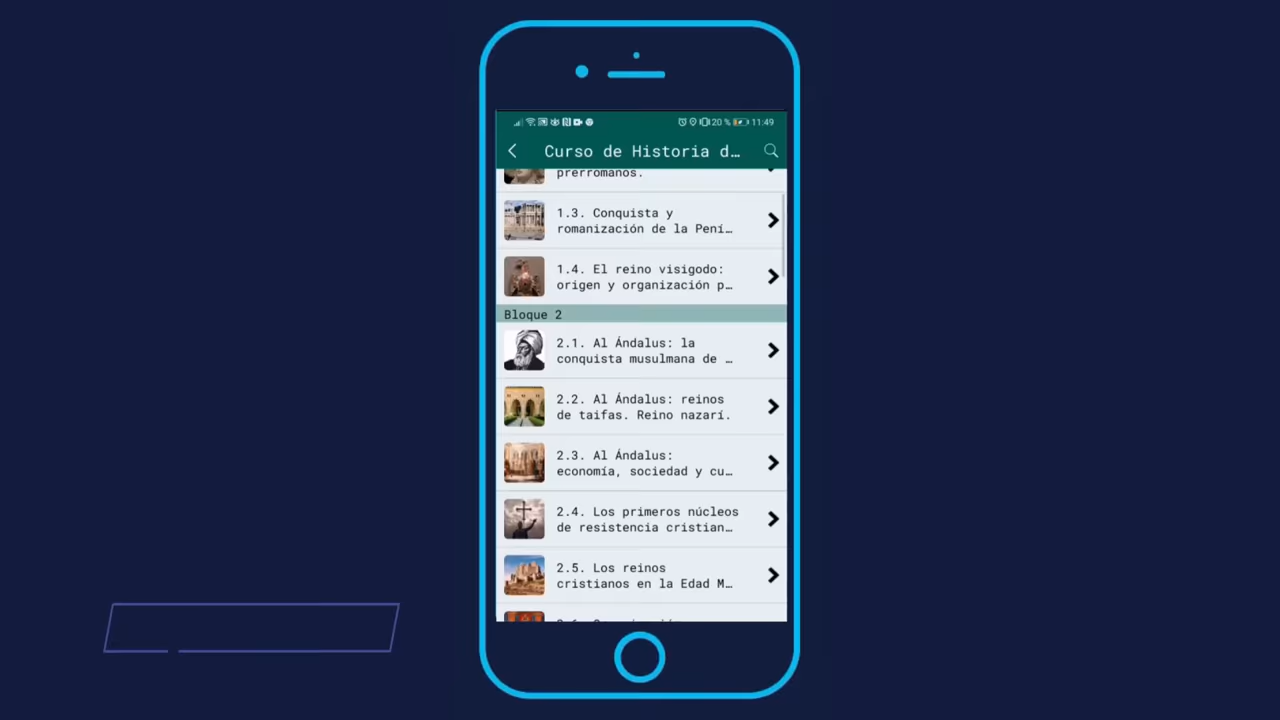 20 % 11:49
Curso de Historia d…
prerromanos.
1.3. Conquista y
romanización de la Pení…
1.4. El reino visigodo:
origen y organización p…
Bloque 2
2.1. Al Ándalus: la
conquista musulmana de …
2.2. Al Ándalus: reinos
de taifas. Reino nazarí.
2.3. Al Ándalus:
economía, sociedad y cu…
2.4. Los primeros núcleos
de resistencia cristian…
2.5. Los reinos
cristianos en la Edad M…